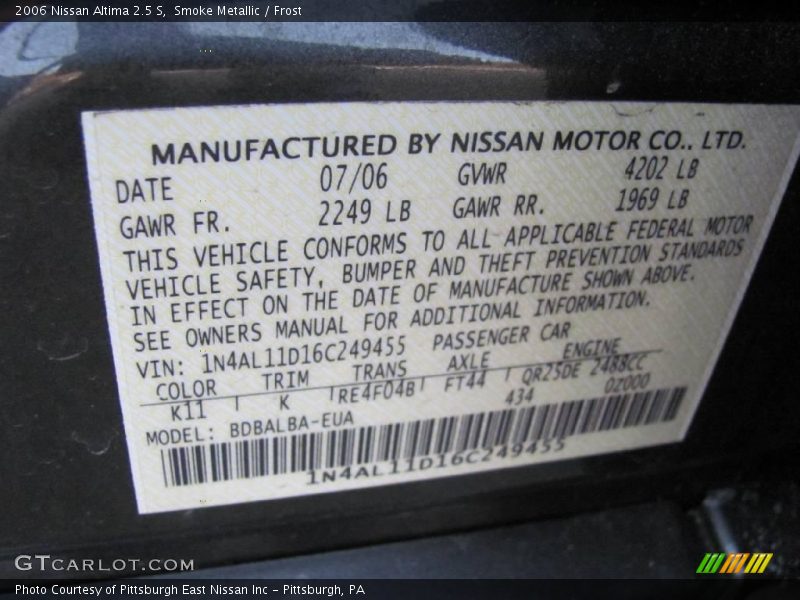 2006 Nissan Altima 2.5 S, Smoke Metallic / Frost
MANUFACTURED BY NISSAN MOTOR CO., LTD.
DATE 07/06 GVWR 4202 LB
GAWR FR. 2249 LB GAWR RR. 1969 LB
THIS VEHICLE CONFORMS TO ALL APPLICABLE FEDERAL MOTOR
VEHICLE SAFETY, BUMPER AND THEFT PREVENTION STANDARDS
IN EFFECT ON THE DATE OF MANUFACTURE SHOWN ABOVE.
SEE OWNERS MANUAL FOR ADDITIONAL INFORMATION.
VIN: 1N4AL11D16C249455 PASSENGER CAR
COLOR TRIM TRANS AXLE ENGINE
K11 K RE4F04B FT44 QR25DE 2488CC
MODEL: BDBALBA-EUA 434 0Z000
1N4AL11D16C249455
GTCARLOT.COM
Photo Courtesy of Pittsburgh East Nissan Inc - Pittsburgh, PA